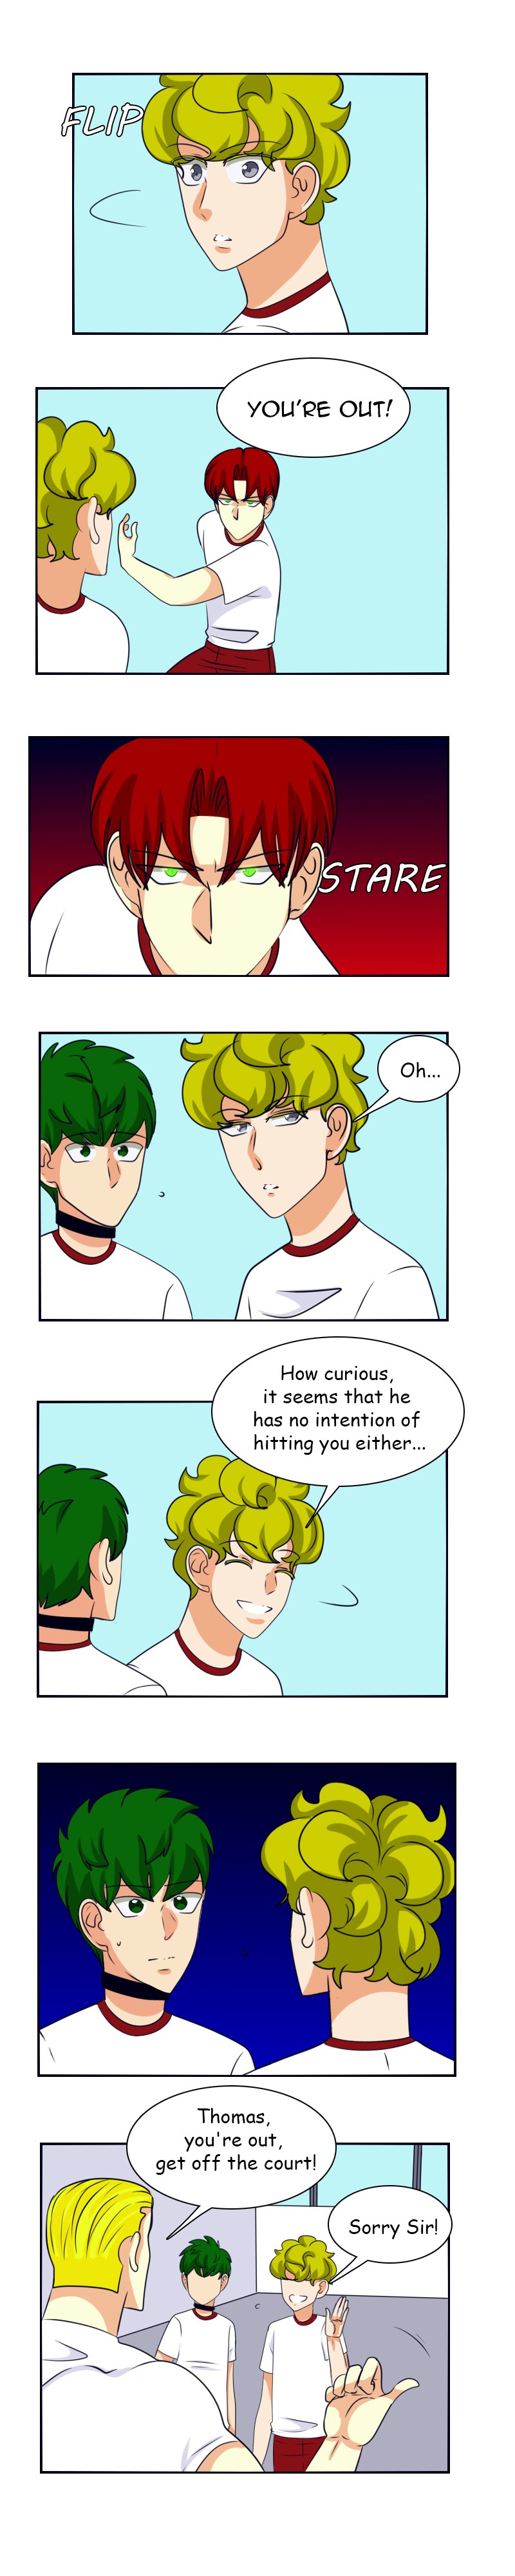 FLIP
YOU'RE OUT!
STARE
Oh...
How curious,
it seems that he
has no intention of
hitting you either...
Thomas,
you're out,
get off the court!
Sorry Sir!